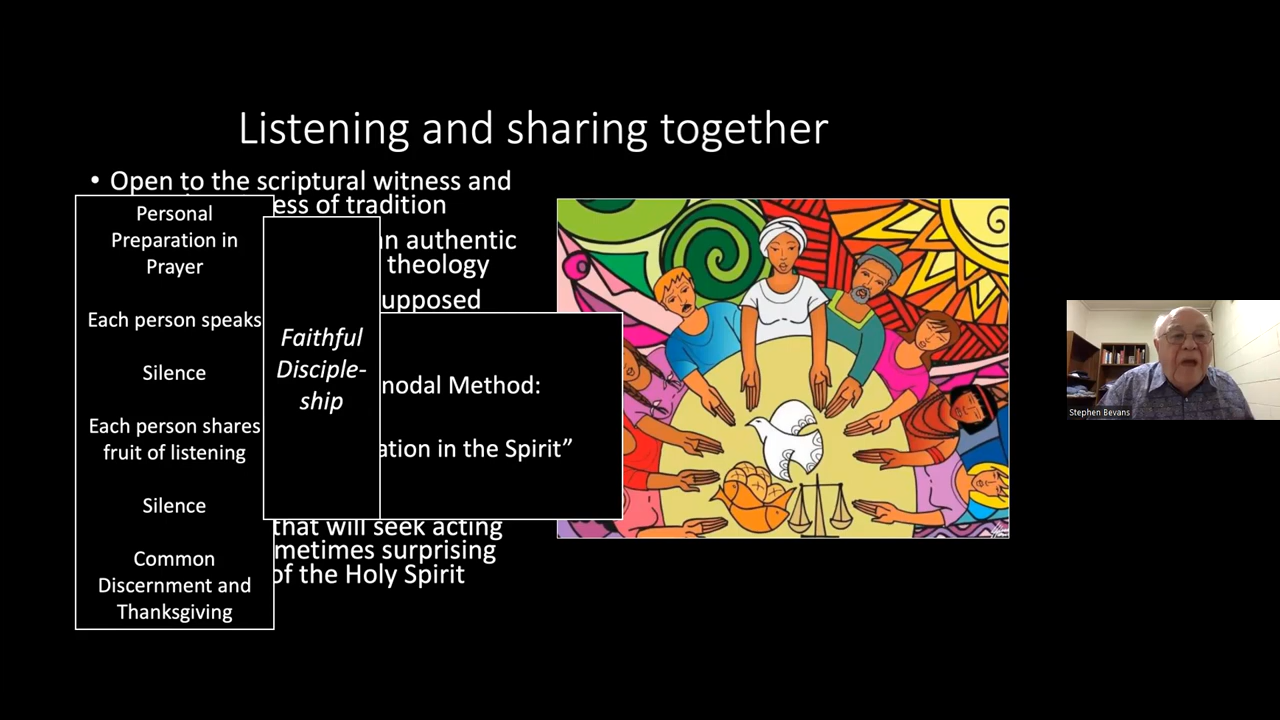 Listening and sharing together
• Open to the scriptural witness and
ess of tradition
n authentic
theology
upposed
Personal
Preparation in
Prayer
Each person speaks
Silence
Each person shares
fruit of listening
Silence
Common
Discernment and
Thanksgiving
Faithful
Disciple-
ship
nodal Method:
ation in the Spirit”
that will seek acting
metimes surprising
of the Holy Spirit
Stephen Bevans